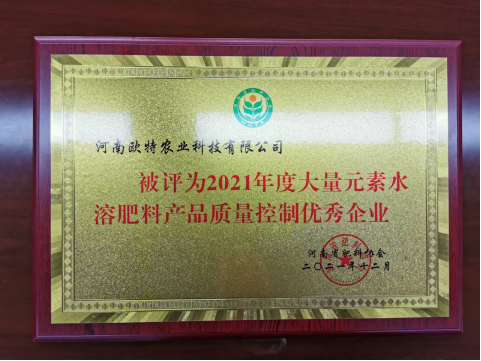 河南欧特农业科技有限公司
被评为2021年度大量元素水
溶肥料产品质量控制优秀企业
河南省肥料协会
二〇二一年十二月